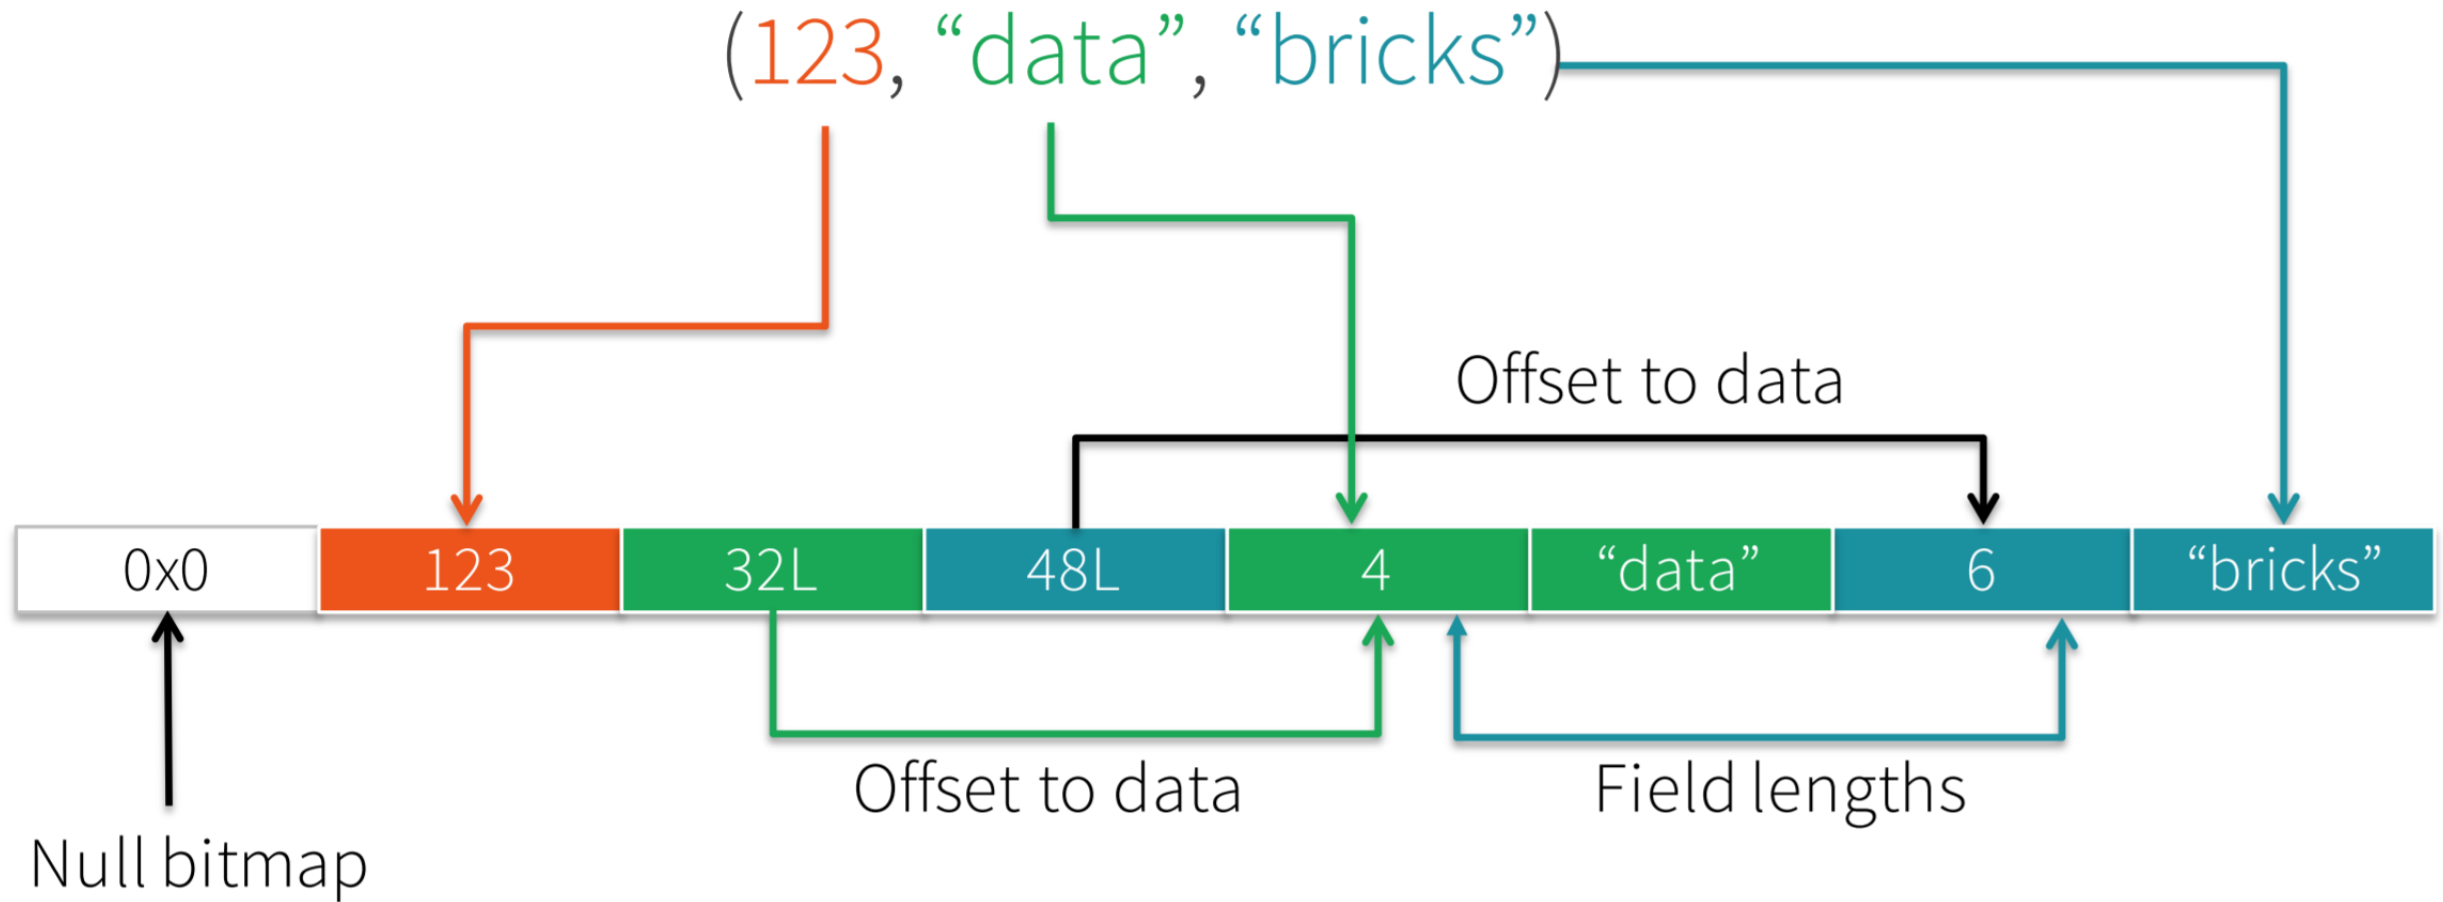 (123, “data”, “bricks”)
Offset to data
0x0 123 32L 48L 4 “data” 6 “bricks”
Offset to data Field lengths
Null bitmap